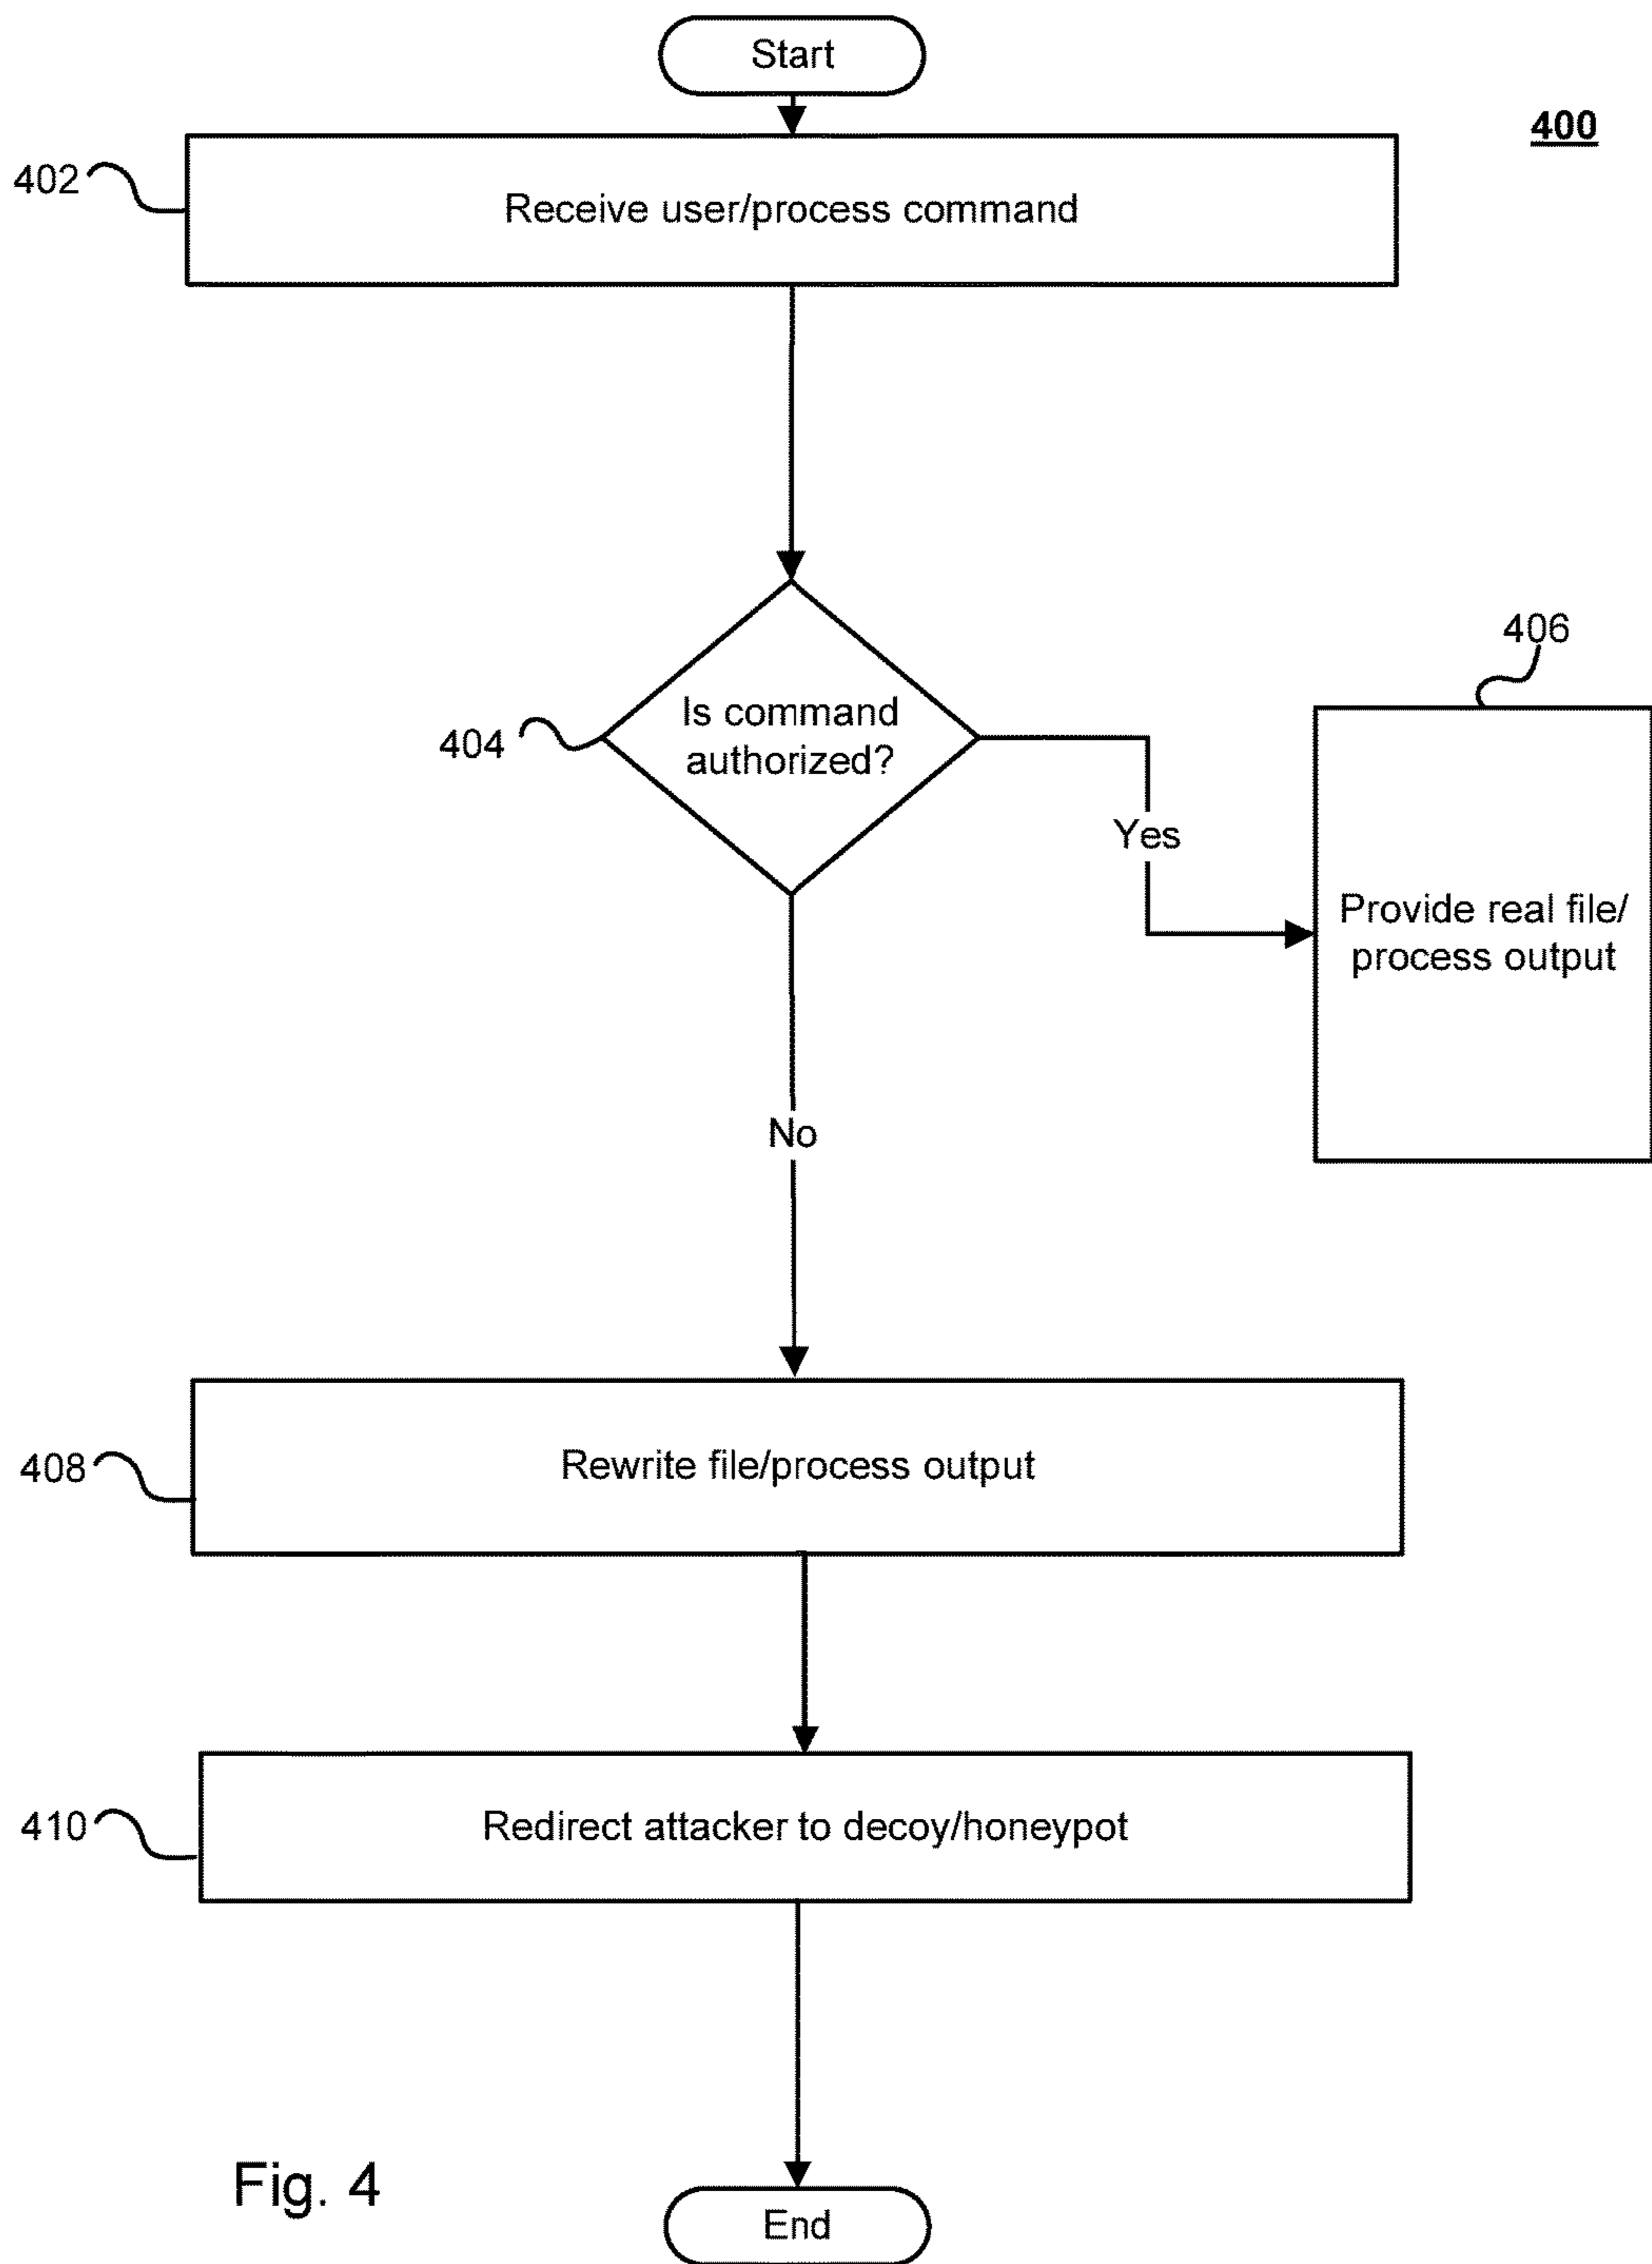 Start
400
402
Receive user/process command
404
Is command
authorized?
406
Yes
Provide real file/
process output
No
408
Rewrite file/process output
410
Redirect attacker to decoy/honeypot
Fig. 4
End